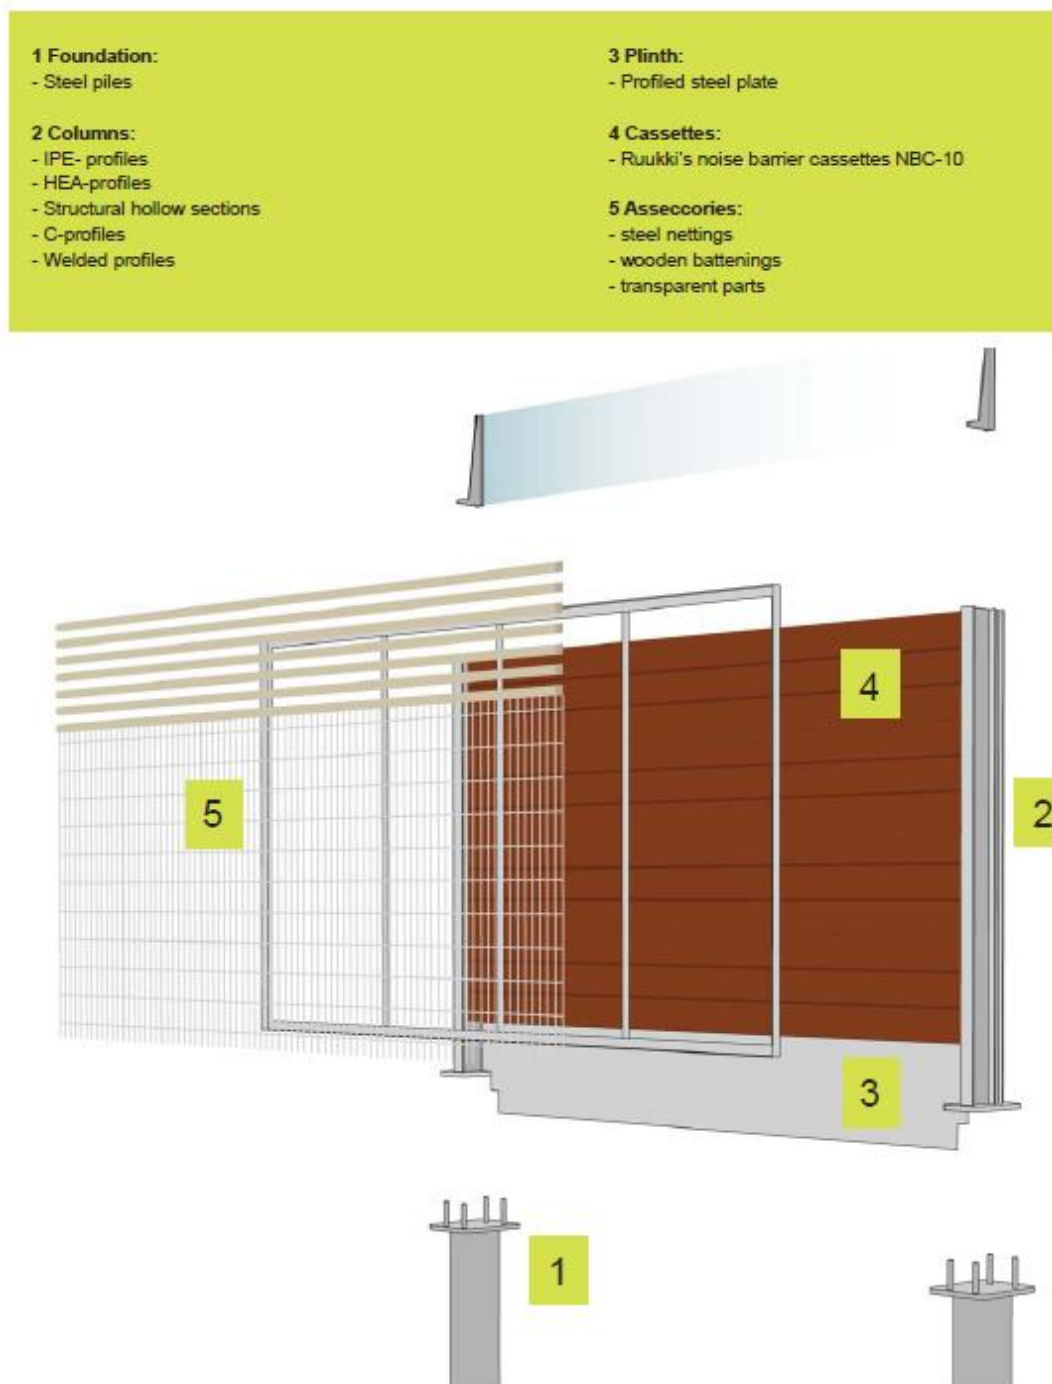 1 Foundation:
- Steel piles
2 Columns:
- IPE- profiles
- HEA-profiles
- Structural hollow sections
- C-profiles
- Welded profiles
3 Plinth:
- Profiled steel plate
4 Cassettes:
- Ruukki's noise barrier cassettes NBC-10
5 Asseccories:
- steel nettings
- wooden battenings
- transparent parts
4
5
2
3
1